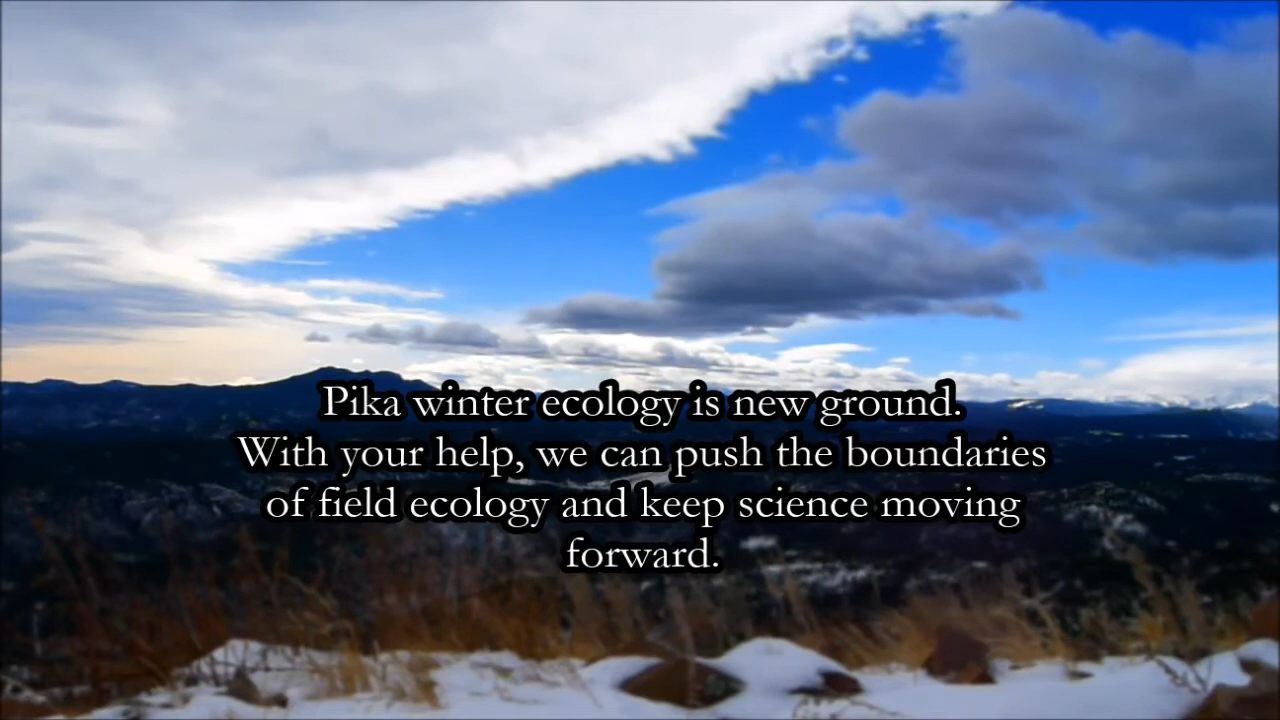 Pika winter ecology is new ground.
With your help, we can push the boundaries
of field ecology and keep science moving
forward.